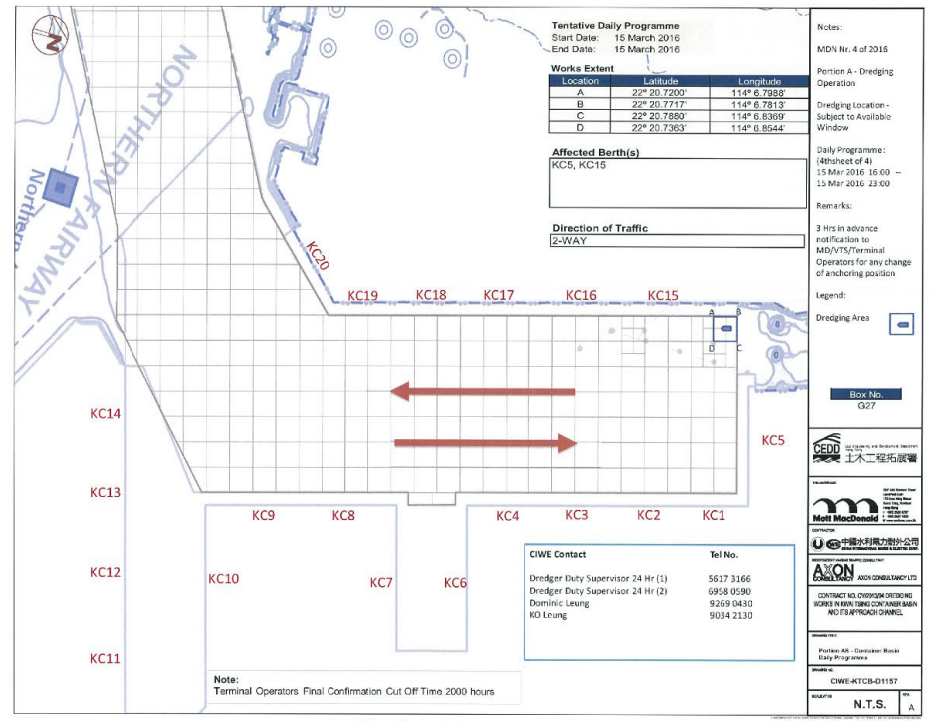 Tentative Daily Programme
Start Date: 15 March 2016
End Date: 15 March 2016
Works Extent
Location Latitude Longitude
A 22° 20.7200' 114° 6.7988'
B 22° 20.7717' 114° 6.7813'
C 22° 20.7880' 114° 6.8369'
D 22° 20.7363' 114° 6.8544'
Affected Berth(s)
KC5, KC15
Direction of Traffic
2-WAY
N
NORTHERN FAIRWAY
Northern
KC20
KC19 KC18 KC17 KC16 KC15
A B
D C
KC14
KC5
KC13
KC9 KC8 KC4 KC3 KC2 KC1
KC12
KC10
KC7 KC6
KC11
CIWE Contact Tel No.
Dredger Duty Supervisor 24 Hr (1) 5617 3166
Dredger Duty Supervisor 24 Hr (2) 6958 0590
Dominic Leung 9269 0430
KO Leung 9034 2130
Note:
Terminal Operators Final Confirmation Cut Off Time 2000 hours
Notes:
MDN Nr. 4 of 2016
Portion A - Dredging
Operation
Dredging Location -
Subject to Available
Window
Daily Programme:
(4thsheet of 4)
15 Mar 2016 16:00 --
15 Mar 2016 23:00
Remarks:
3 Hrs in advance
notification to
MD/VTS/Terminal
Operators for any change
of anchoring position
Legend:
Dredging Area
Box No.
G27
CEDD
土木工程拓展署
Mott MacDonald
CONTRACTOR
CIWE 中國水利電力對外公司
AXON
CONSULTANCY AXON CONSULTANCY LTD
CONTRACT NO. CV/2013/04 DREDGING
WORKS IN KWAI TSING CONTAINER BASIN
AND ITS APPROACH CHANNEL
DRAWING TITLE
Portion AB - Container Basin
Daily Programme
DRAWING NO.
CIWE-KTCB-D1157
N.T.S.
A